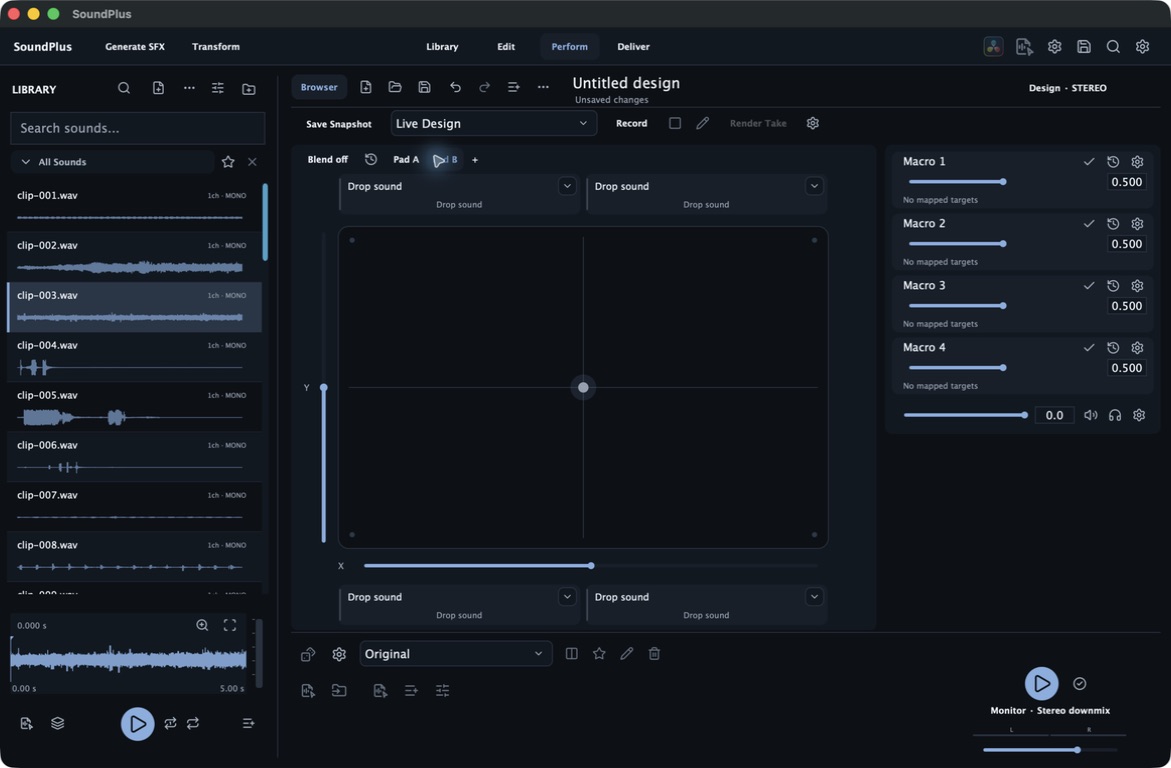 SoundPlus
SoundPlus
Generate SFX
Transform
Library
Edit
Perform
Deliver
LIBRARY
Browser
Untitled design
Unsaved changes
Design · STEREO
Search sounds...
Save Snapshot
Live Design
Record
Render Take
All Sounds
Blend off
Pad A
B
+
clip-001.wav
1ch · MONO
clip-002.wav
1ch · MONO
clip-003.wav
1ch · MONO
clip-004.wav
1ch · MONO
clip-005.wav
1ch · MONO
clip-006.wav
1ch · MONO
clip-007.wav
1ch · MONO
clip-008.wav
1ch · MONO
0.000 s
0.00 s
5.00 s
Drop sound
Drop sound
Drop sound
Drop sound
Y
X
Drop sound
Drop sound
Drop sound
Drop sound
Macro 1
0.500
No mapped targets
Macro 2
0.500
No mapped targets
Macro 3
0.500
No mapped targets
Macro 4
0.500
No mapped targets
0.0
Original
Monitor · Stereo downmix
L
R